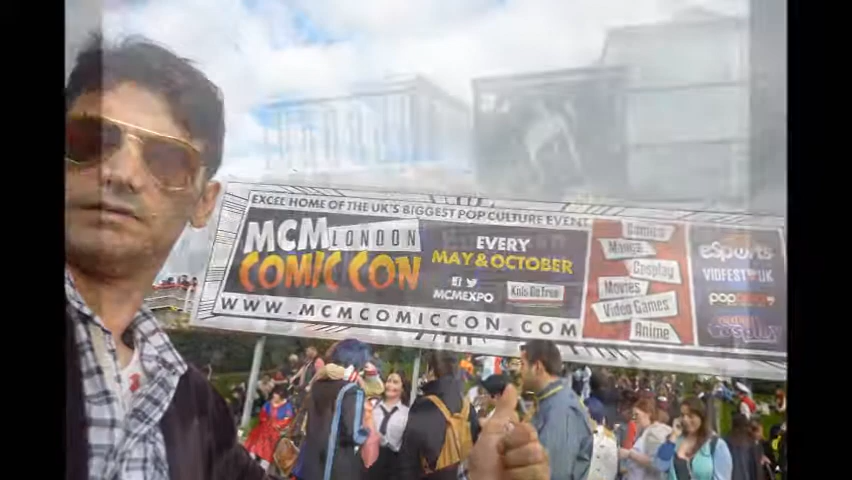 EXCEL HOME OF THE UK'S BIGGEST POP CULTURE EVENT
MCM LONDON
COMIC CON
EVERY
MAY & OCTOBER
MCMEXPO
Kids Go Free
WWW.MCMCOMICCON.COM
Comics
Manga
Cosplay
Movies
Video Games
Anime
eSports
VIDFEST UK
Cosplay